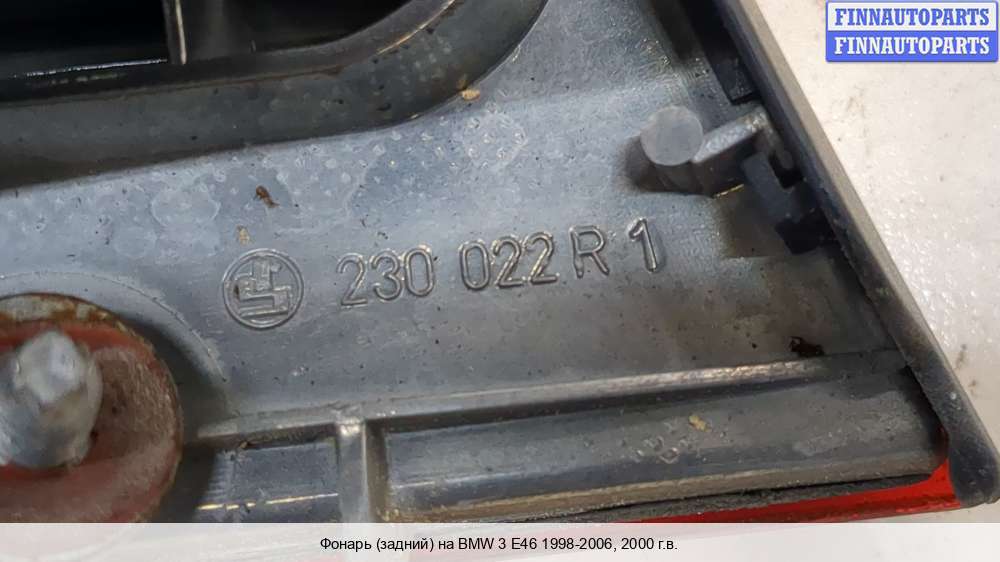 FINNAUTOPARTS
FINNAUTOPARTS
230 022 R 1
Фонарь (задний) на BMW 3 E46 1998-2006, 2000 г.в.